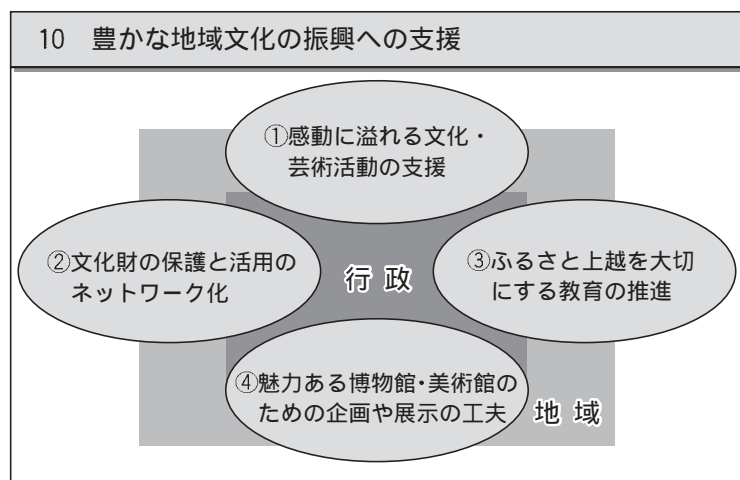 10 豊かな地域文化の振興への支援
①感動に溢れる文化・
芸術活動の支援
②文化財の保護と活用の
ネットワーク化
行政
③ふるさと上越を大切
にする教育の推進
④魅力ある博物館・美術館の
ための企画や展示の工夫
地域